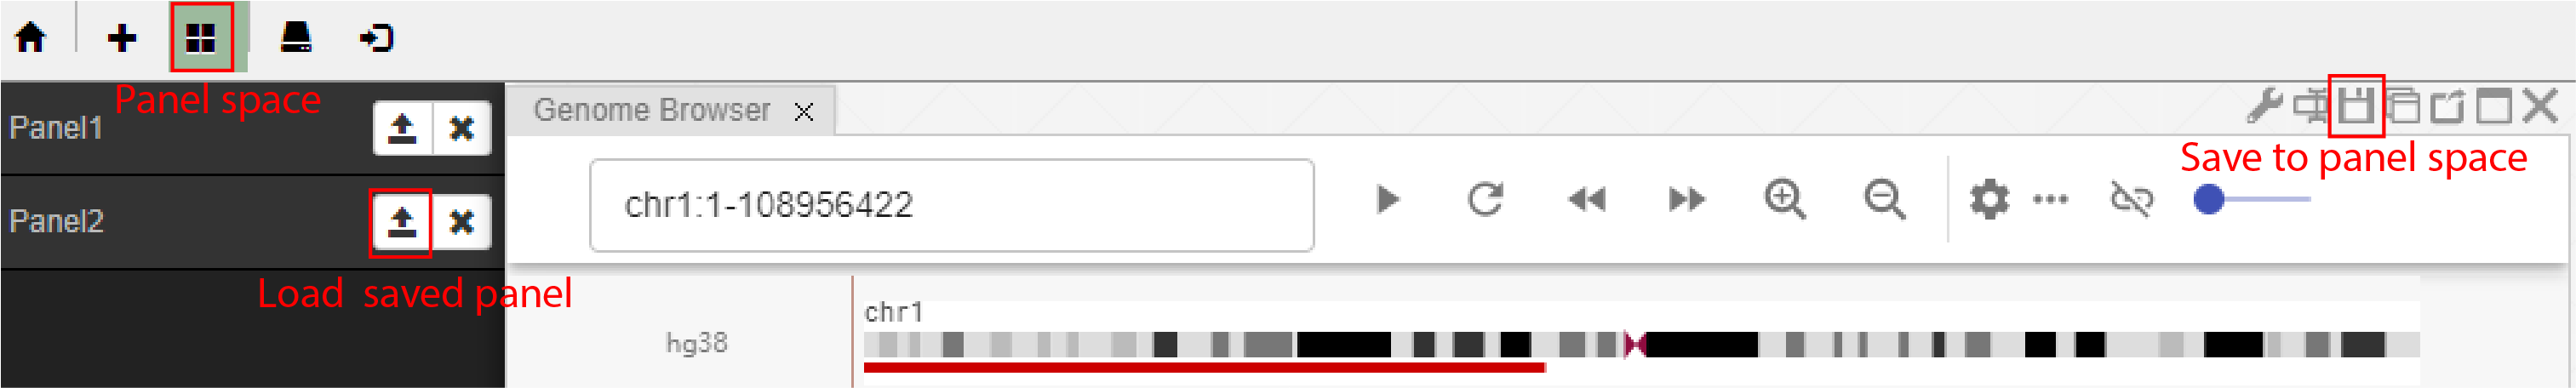 Panel space
Panel1
Genome Browser
Save to panel space
chr1:1-108956422
Panel2
Load saved panel
chr1
hg38